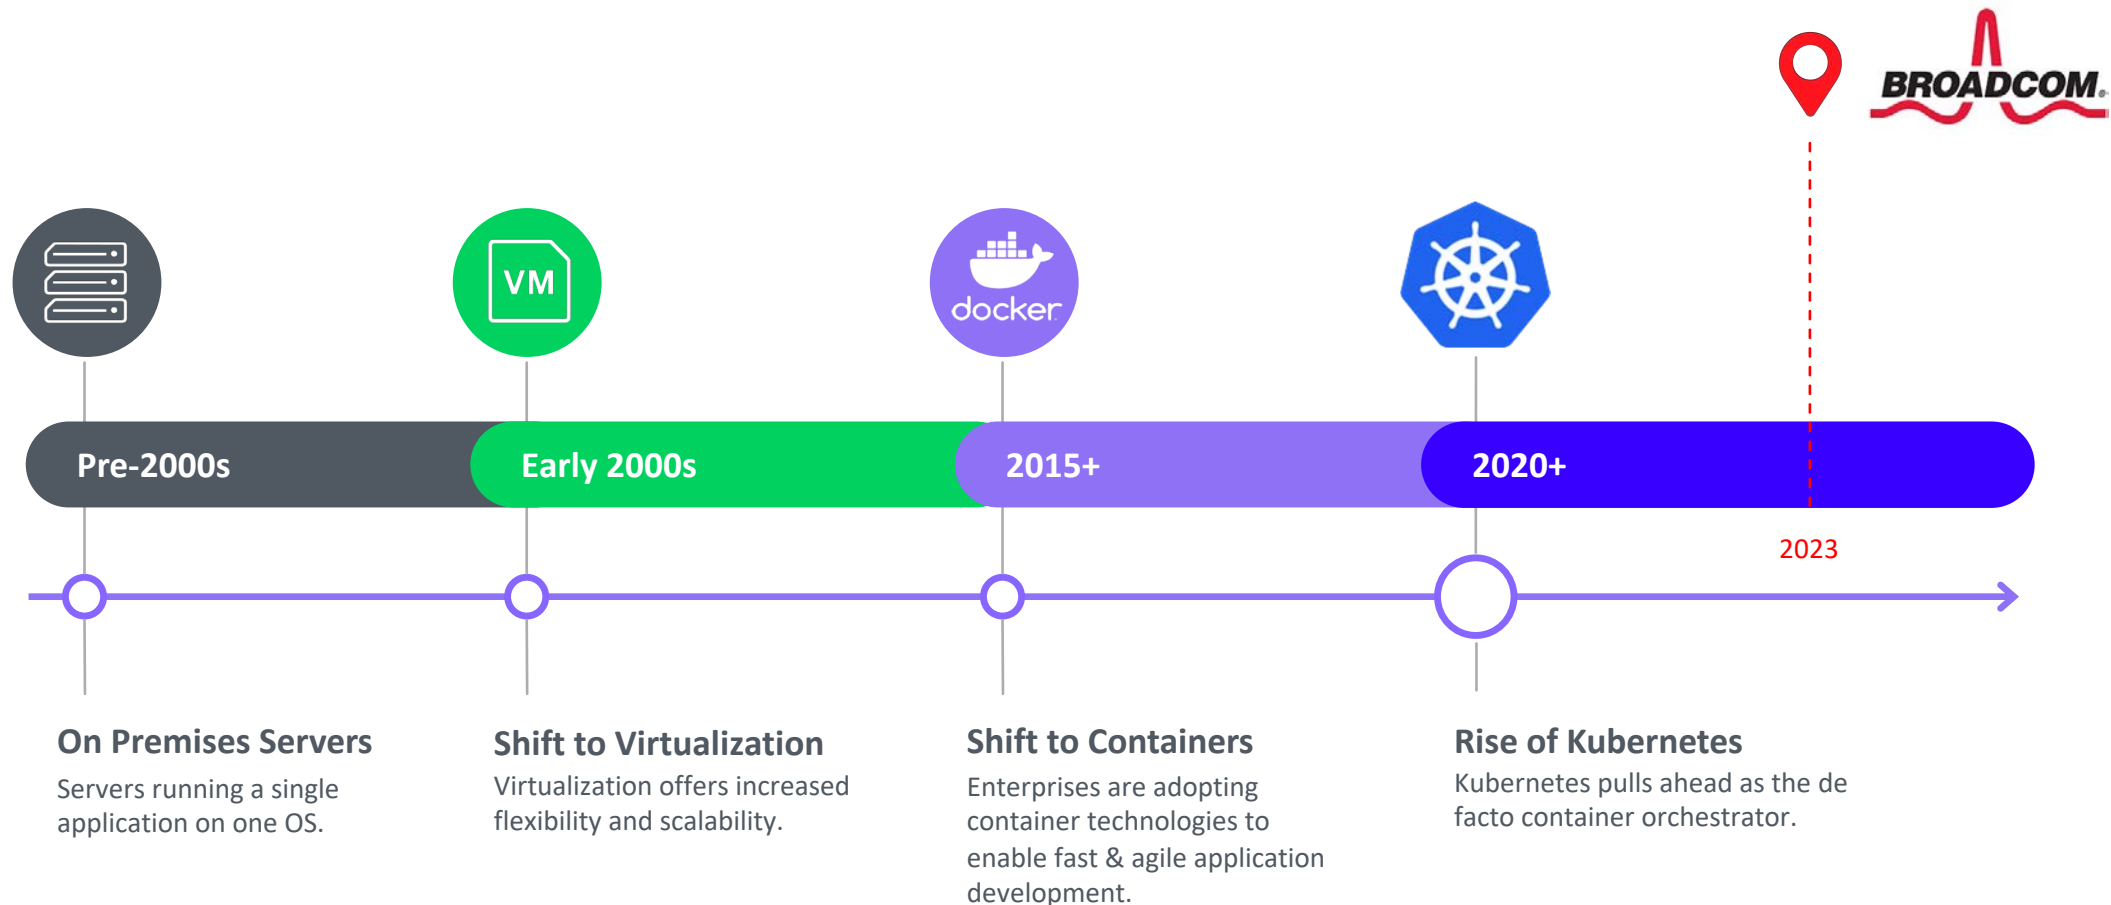 BROADCOM®
VM
docker
Pre-2000s
Early 2000s
2015+
2020+
2023
On Premises Servers
Servers running a single
application on one OS.
Shift to Virtualization
Virtualization offers increased
flexibility and scalability.
Shift to Containers
Enterprises are adopting
container technologies to
enable fast & agile application
development.
Rise of Kubernetes
Kubernetes pulls ahead as the de
facto container orchestrator.